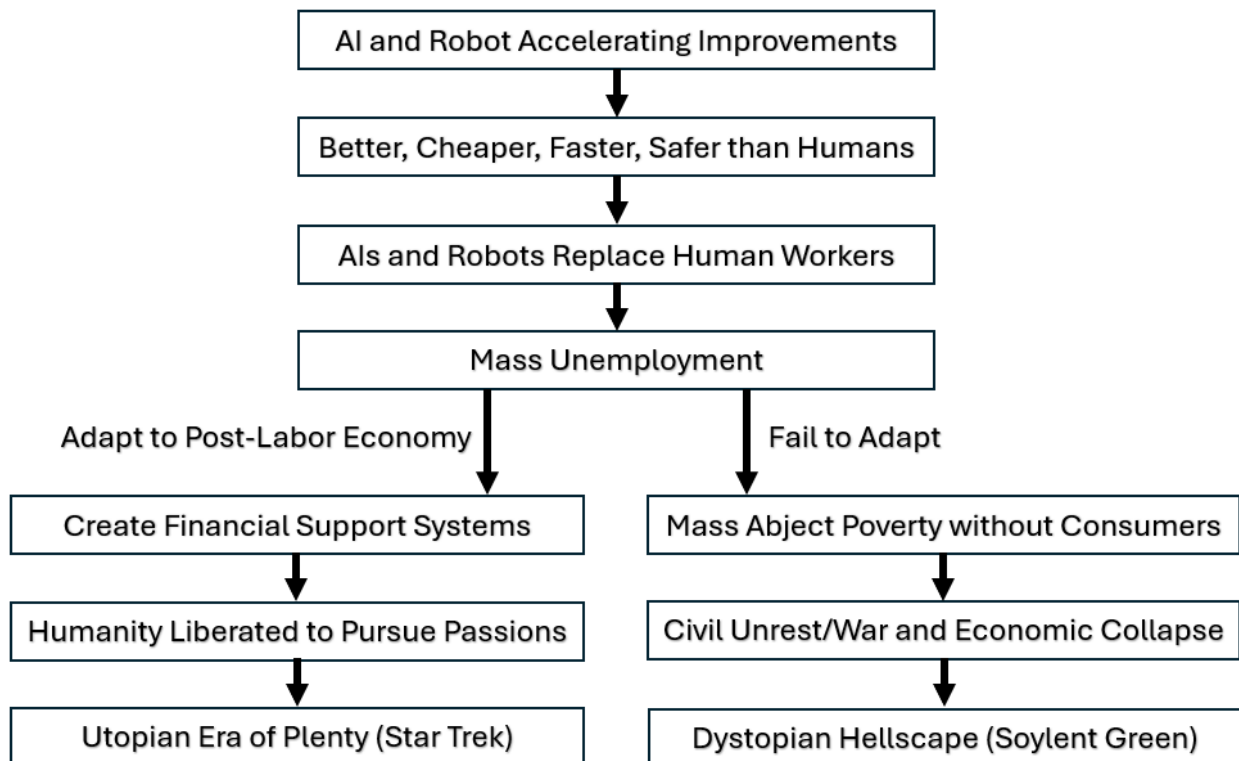 AI and Robot Accelerating Improvements
Better, Cheaper, Faster, Safer than Humans
AIs and Robots Replace Human Workers
Mass Unemployment
Adapt to Post-Labor Economy
Fail to Adapt
Create Financial Support Systems
Mass Abject Poverty without Consumers
Humanity Liberated to Pursue Passions
Civil Unrest/War and Economic Collapse
Utopian Era of Plenty (Star Trek)
Dystopian Hellscape (Soylent Green)